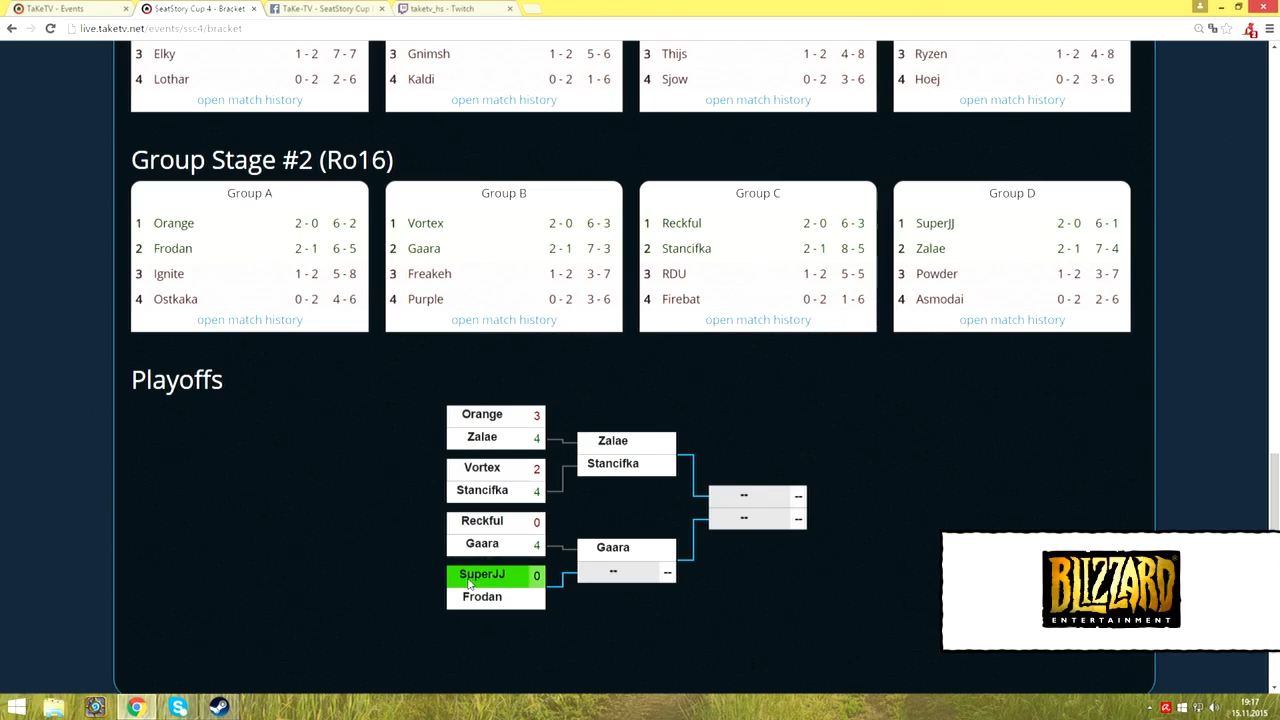 TaKeTV - Events
SeatStory Cup 4 - Bracket
TaKe-TV - SeatStory Cup
taketv_hs - Twitch
live.taketv.net/events/ssc4/bracket
3 Elky 1 - 2 7 - 7
4 Lothar 0 - 2 2 - 6
open match history
3 Gnimsh 1 - 2 5 - 6
4 Kaldi 0 - 2 1 - 6
open match history
3 Thijs 1 - 2 4 - 8
4 Sjow 0 - 2 3 - 6
open match history
3 Ryzen 1 - 2 4 - 8
4 Hoej 0 - 2 3 - 6
open match history
Group Stage #2 (Ro16)
Group A
1 Orange 2 - 0 6 - 2
2 Frodan 2 - 1 6 - 5
3 Ignite 1 - 2 5 - 8
4 Ostkaka 0 - 2 4 - 6
open match history
Group B
1 Vortex 2 - 0 6 - 3
2 Gaara 2 - 1 7 - 3
3 Freakeh 1 - 2 3 - 7
4 Purple 0 - 2 3 - 6
open match history
Group C
1 Reckful 2 - 0 6 - 3
2 Stancifka 2 - 1 8 - 5
3 RDU 1 - 2 5 - 5
4 Firebat 0 - 2 1 - 6
open match history
Group D
1 SuperJJ 2 - 0 6 - 1
2 Zalae 2 - 1 7 - 4
3 Powder 1 - 2 3 - 7
4 Asmodai 0 - 2 2 - 6
open match history
Playoffs
Orange 3
Zalae 4
Vortex 2
Stancifka 4
Reckful 0
Gaara 4
SuperJJ 0
Frodan
Zalae
Stancifka
Gaara
-- --
-- --
-- --
BLIZZARD
ENTERTAINMENT
19:17
15.11.2015